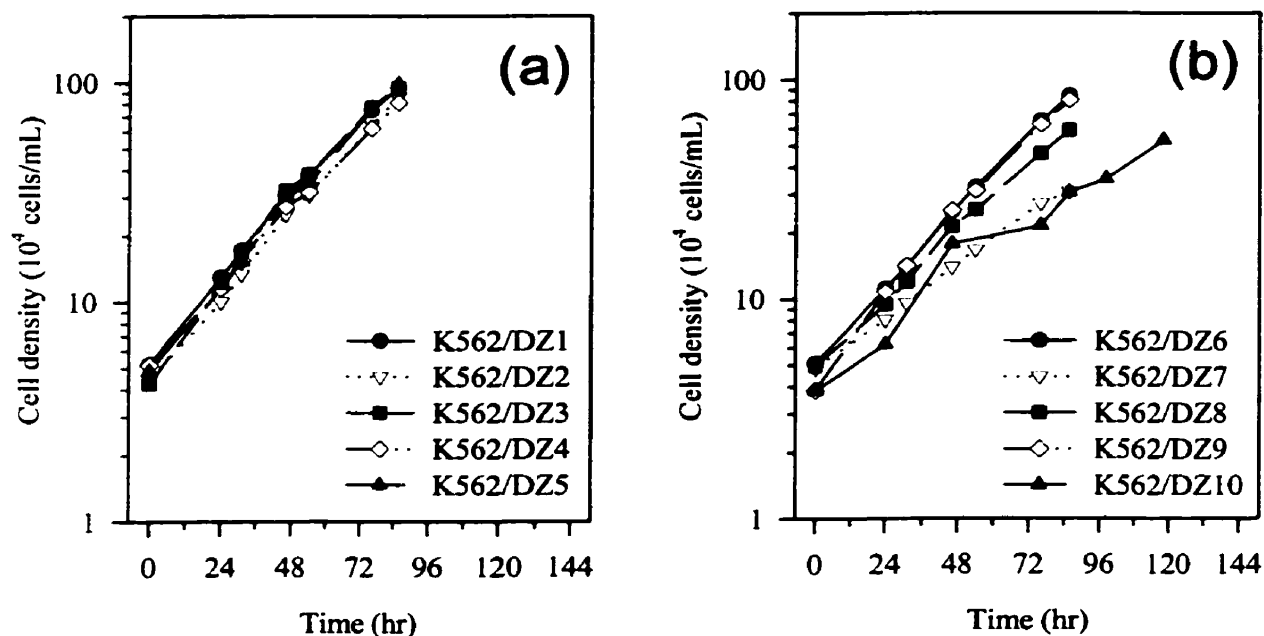 (a)
Cell density (10⁴ cells/mL)
100
10
1
K562/DZ1
K562/DZ2
K562/DZ3
K562/DZ4
K562/DZ5
0 24 48 72 96 120 144
Time (hr)
(b)
Cell density (10⁴ cells/mL)
100
10
1
K562/DZ6
K562/DZ7
K562/DZ8
K562/DZ9
K562/DZ10
0 24 48 72 96 120 144
Time (hr)